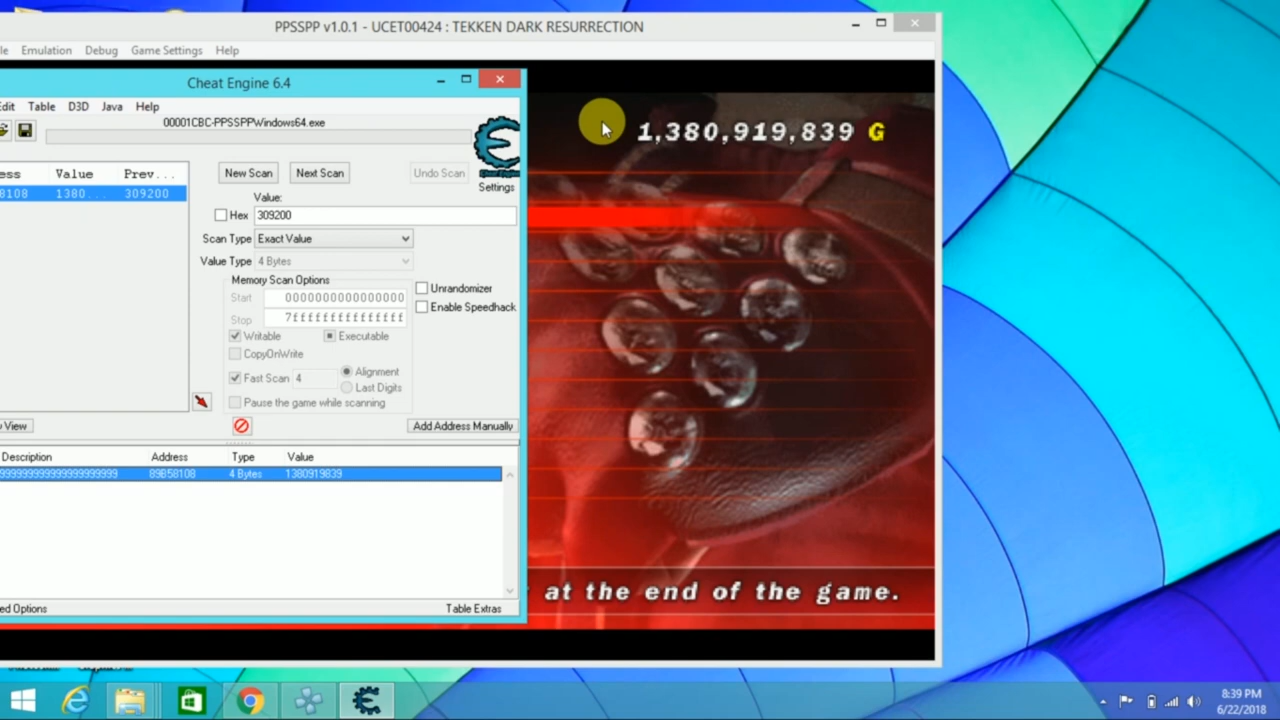 PPSSPP v1.0.1 - UCET00424 : TEKKEN DARK RESURRECTION
le Emulation Debug Game Settings Help
Cheat Engine 6.4
Edit Table D3D Java Help
00001CBC-PPSSPPWindows64.exe
1,380,919,839 G
ess Value Prev...
8108 1380... 309200
New Scan Next Scan Undo Scan
Settings
Value:
Hex 309200
Scan Type Exact Value
Value Type 4 Bytes
Memory Scan Options
Start 0000000000000000
Stop 7fffffffffffffff
Unrandomizer
Enable Speedhack
Writable Executable
CopyOnWrite
Fast Scan 4 Alignment
Last Digits
Pause the game while scanning
y View Add Address Manually
Description Address Type Value
89B58108 4 Bytes 1380919839
at the end of the game.
ed Options Table Extras
8:39 PM
6/22/2018